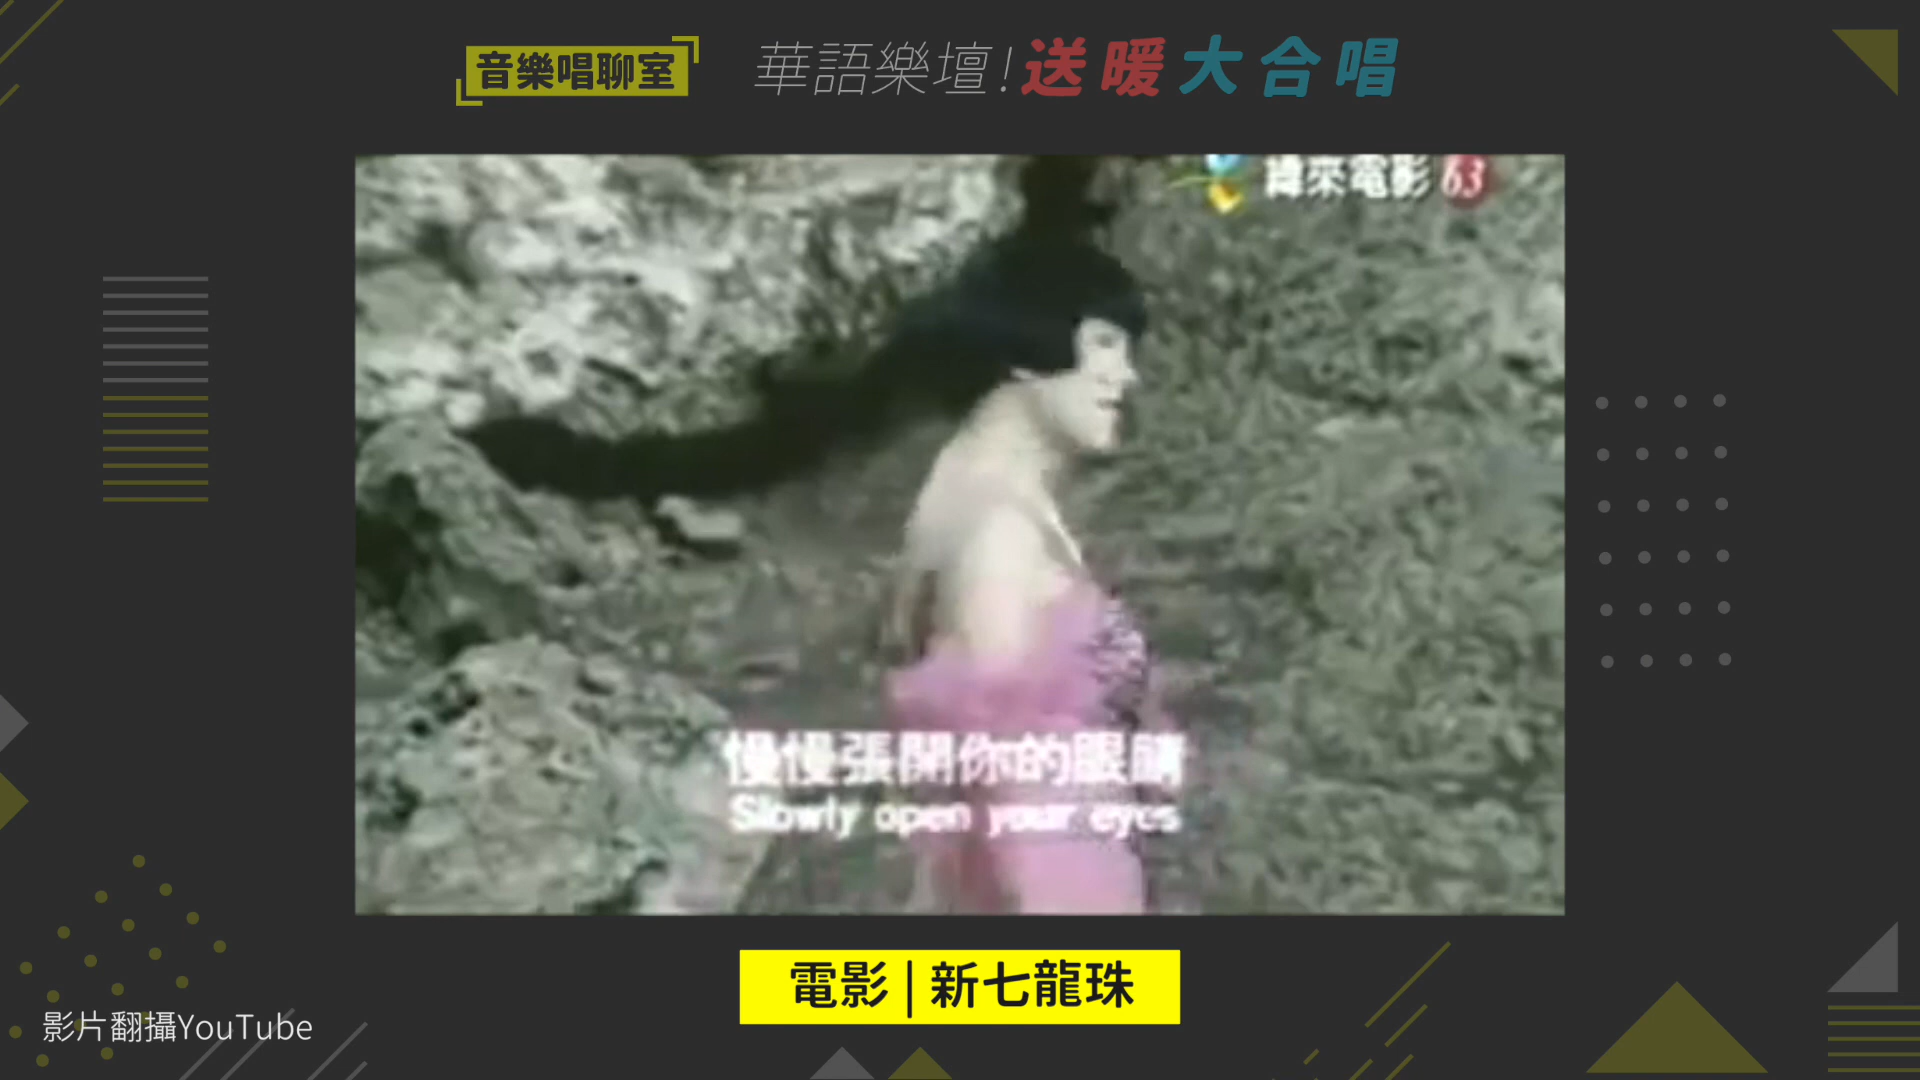 音樂唱聊室
華語樂壇!送暖大合唱
緯來電影 63
慢慢張開你的眼睛
Slowly open your eyes
電影|新七龍珠
影片翻攝YouTube